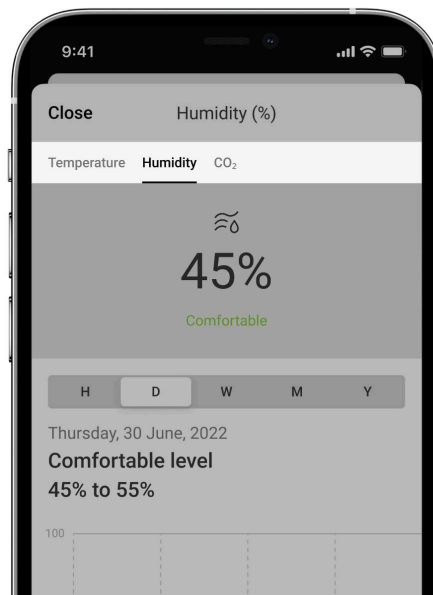 9:41
Close Humidity (%)
Temperature Humidity CO₂
45%
Comfortable
H D W M Y
Thursday, 30 June, 2022
Comfortable level
45% to 55%
100